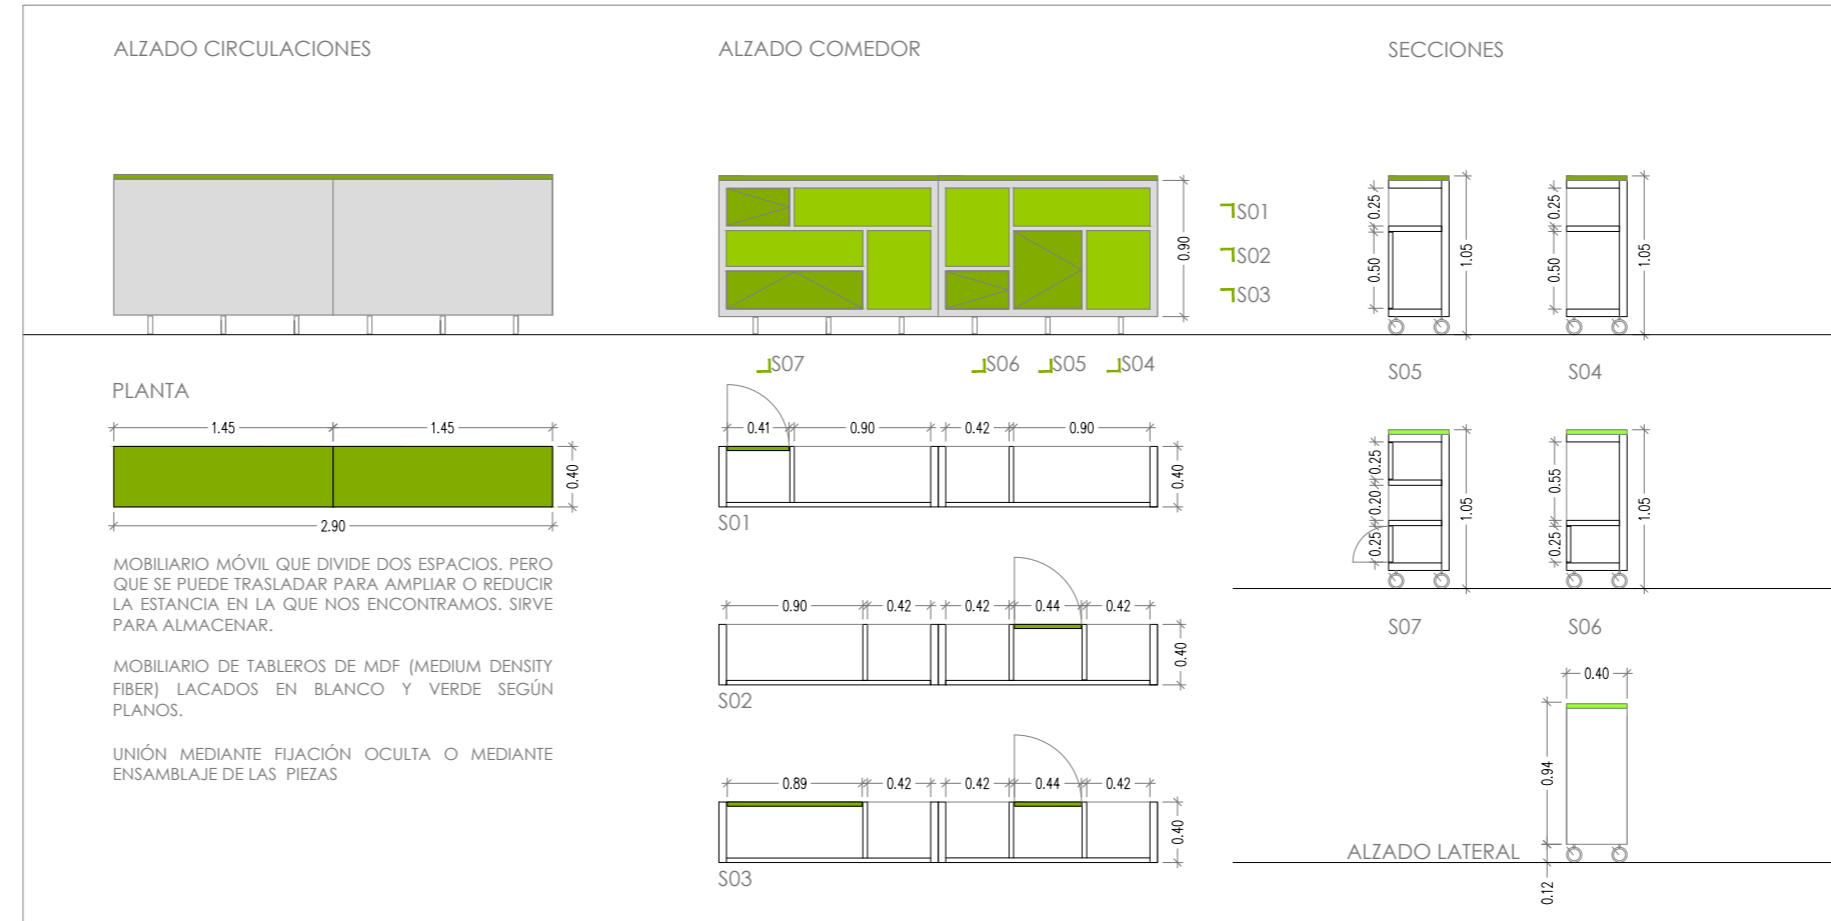 ALZADO CIRCULACIONES
ALZADO COMEDOR
SECCIONES
0.90
S01
S02
S03
S07
S06
S05
S04
0.25
0.50
1.05
S05
0.25
0.50
1.05
S04
PLANTA
1.45
1.45
0.40
2.90
MOBILIARIO MÓVIL QUE DIVIDE DOS ESPACIOS. PERO
QUE SE PUEDE TRASLADAR PARA AMPLIAR O REDUCIR
LA ESTANCIA EN LA QUE NOS ENCONTRAMOS. SIRVE
PARA ALMACENAR.
MOBILIARIO DE TABLEROS DE MDF (MEDIUM DENSITY
FIBER) LACADOS EN BLANCO Y VERDE SEGÚN
PLANOS.
UNIÓN MEDIANTE FIJACIÓN OCULTA O MEDIANTE
ENSAMBLAJE DE LAS PIEZAS
0.41
0.90
0.42
0.90
0.40
S01
0.90
0.42
0.42
0.44
0.42
0.40
S02
0.89
0.42
0.42
0.44
0.42
0.40
S03
0.25
0.20
0.25
1.05
S07
0.55
0.25
1.05
S06
0.40
0.94
0.12
ALZADO LATERAL